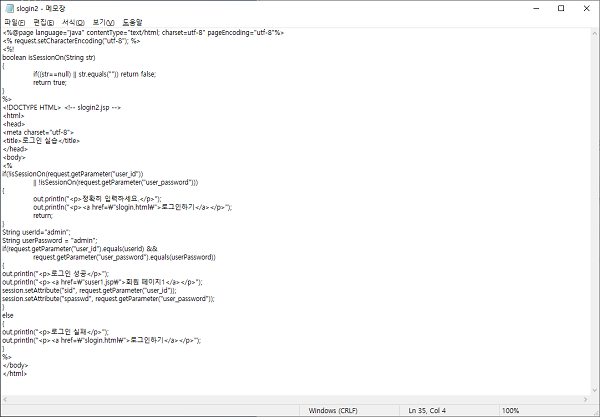 slogin2 - 메모장
파일(F) 편집(E) 서식(O) 보기(V) 도움말
<%@page language="java" contentType="text/html; charset=utf-8" pageEncoding="utf-8"%>
<% request.setCharacterEncoding("utf-8"); %>
<%!
boolean isSessionOn(String str)
{
if((str==null) || str.equals("")) return false;
return true;
}
%>
<!DOCTYPE HTML> <!-- slogin2.jsp -->
<html>
<head>
<meta charset="utf-8">
<title>로그인 실습</title>
</head>
<body>
<%
if(!isSessionOn(request.getParameter("user_id"))
|| !isSessionOn(request.getParameter("user_password")))
{
out.println("<p>정확히 입력하세요.</p>");
out.println("<p><a href=₩"slogin.html₩">로그인하기</a></p>");
return;
}
String userId="admin";
String userPassword = "admin";
if(request.getParameter("user_id").equals(userId) &&
request.getParameter("user_password").equals(userPassword))
{
out.println("<p>로그인 성공</p>");
out.println("<p><a href=₩"suser1.jsp₩">회원 페이지1</a></p>");
session.setAttribute("sid", request.getParameter("user_id"));
session.setAttribute("spasswd", request.getParameter("user_password"));
}
else
{
out.println("<p>로그인 실패</p>");
out.println("<p><a href=₩"slogin.html₩">로그인하기</a></p>");
}
%>
</body>
</html>
Windows (CRLF) Ln 35, Col 4 100%